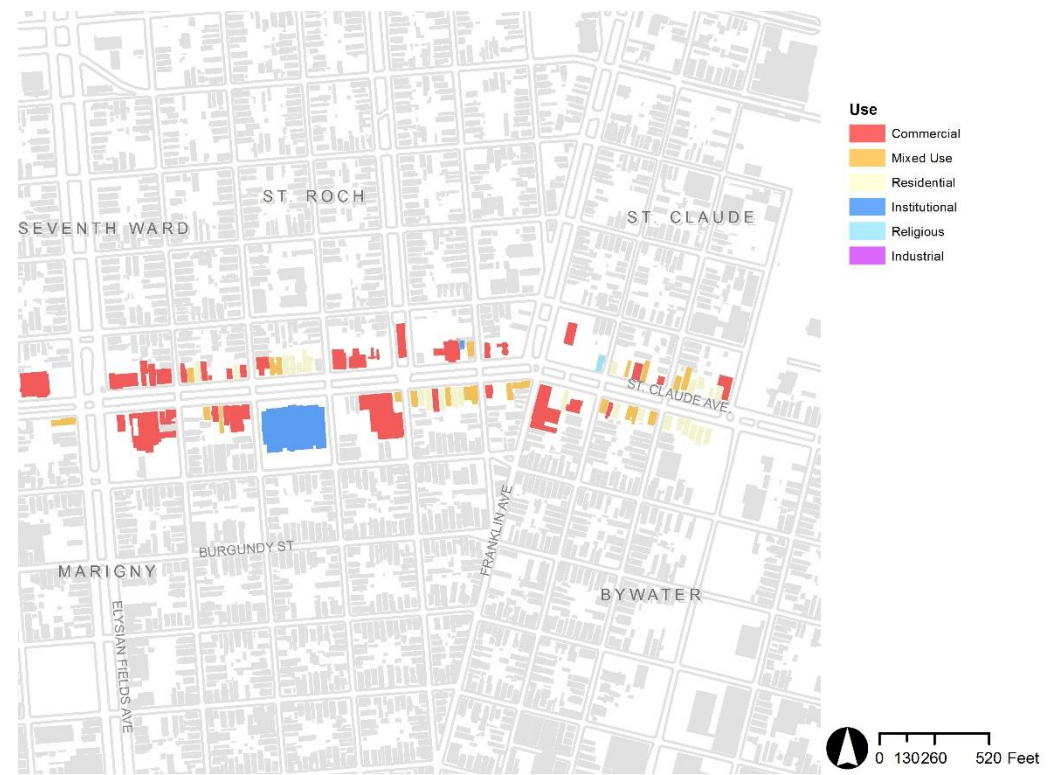 ST. ROCH
SEVENTH WARD
ST. CLAUDE
ST. CLAUDE AVE.
FRANKLIN AVE
BURGUNDY ST
MARIGNY
BYWATER
ELYSIAN FIELDS AVE
Use
Commercial
Mixed Use
Residential
Institutional
Religious
Industrial
0 130260 520 Feet